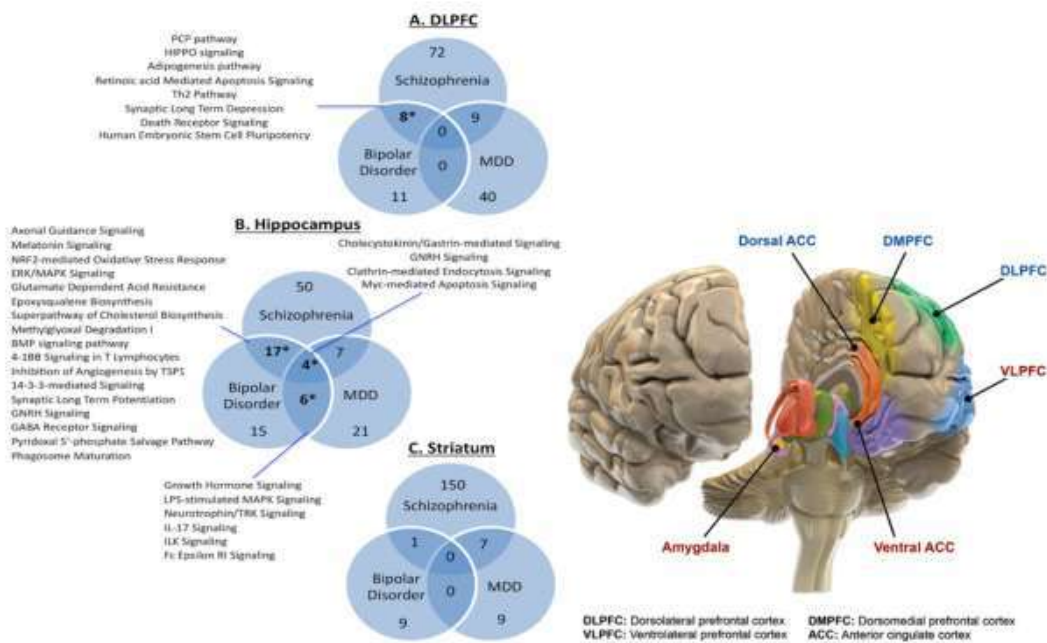 A. DLPFC
PCP pathway
HIPPO signaling
Adipogenesis pathway
Retinoic acid Mediated Apoptosis Signaling
Th2 Pathway
Synaptic Long Term Depression
Death Receptor Signaling
Human Embryonic Stem Cell Pluripotency
72
Schizophrenia
8*
9
0
Bipolar
Disorder
0
MDD
11
40
B. Hippocampus
Axonal Guidance Signaling
Melatonin Signaling
NRF2-mediated Oxidative Stress Response
ERK/MAPK Signaling
Glutamate Dependent Acid Resistance
Epoxysqualene Biosynthesis
Superpathway of Cholesterol Biosynthesis
Methylglyoxal Degradation I
BMP signaling pathway
4-1BB Signaling in T Lymphocytes
Inhibition of Angiogenesis by TSP1
14-3-3-mediated Signaling
Synaptic Long Term Potentiation
GNRH Signaling
GABA Receptor Signaling
Pyridoxal 5'-phosphate Salvage Pathway
Phagosome Maturation
Cholecystokinin/Gastrin-mediated Signaling
GNRH Signaling
Clathrin-mediated Endocytosis Signaling
Myc-mediated Apoptosis Signaling
50
Schizophrenia
17*
7
4*
Bipolar
Disorder
6*
MDD
15
21
Growth Hormone Signaling
LPS-stimulated MAPK Signaling
Neurotrophin/TRK Signaling
IL-17 Signaling
ILK Signaling
Fc Epsilon RI Signaling
C. Striatum
150
Schizophrenia
1
7
0
Bipolar
Disorder
0
MDD
9
9
Dorsal ACC
DMPFC
DLPFC
VLPFC
Amygdala
Ventral ACC
DLPFC: Dorsolateral prefrontal cortex DMPFC: Dorsomedial prefrontal cortex
VLPFC: Ventrolateral prefrontal cortex ACC: Anterior cingulate cortex